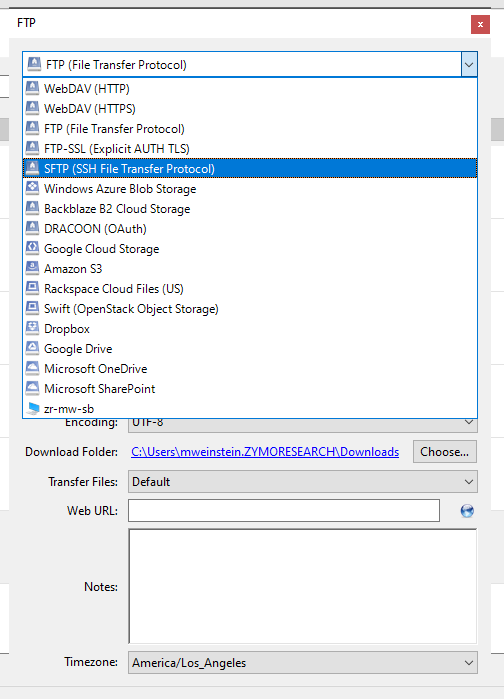 FTP
x
FTP (File Transfer Protocol)
WebDAV (HTTP)
WebDAV (HTTPS)
FTP (File Transfer Protocol)
FTP-SSL (Explicit AUTH TLS)
SFTP (SSH File Transfer Protocol)
Windows Azure Blob Storage
Backblaze B2 Cloud Storage
DRACOON (OAuth)
Google Cloud Storage
Amazon S3
Rackspace Cloud Files (US)
Swift (OpenStack Object Storage)
Dropbox
Google Drive
Microsoft OneDrive
Microsoft SharePoint
zr-mw-sb
Encoding: UTF-8
Download Folder: C:\Users\mweinstein.ZYMORESEARCH\Downloads Choose...
Transfer Files: Default
Web URL:
Notes:
Timezone: America/Los_Angeles